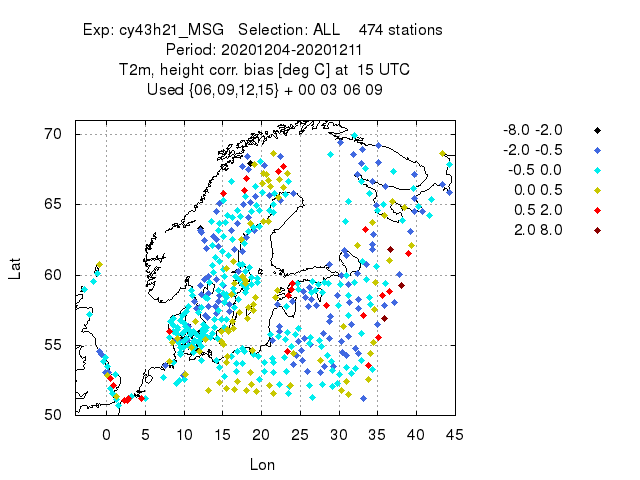 Exp: cy43h21_MSG   Selection: ALL    474 stations
Period: 20201204-20201211
T2m, height corr. bias [deg C] at  15 UTC
Used {06,09,12,15} + 00 03 06 09
70
65
60
55
50
Lat
0 5 10 15 20 25 30 35 40 45
Lon
-8.0 -2.0
-2.0 -0.5
-0.5 0.0
0.0 0.5
0.5 2.0
2.0 8.0